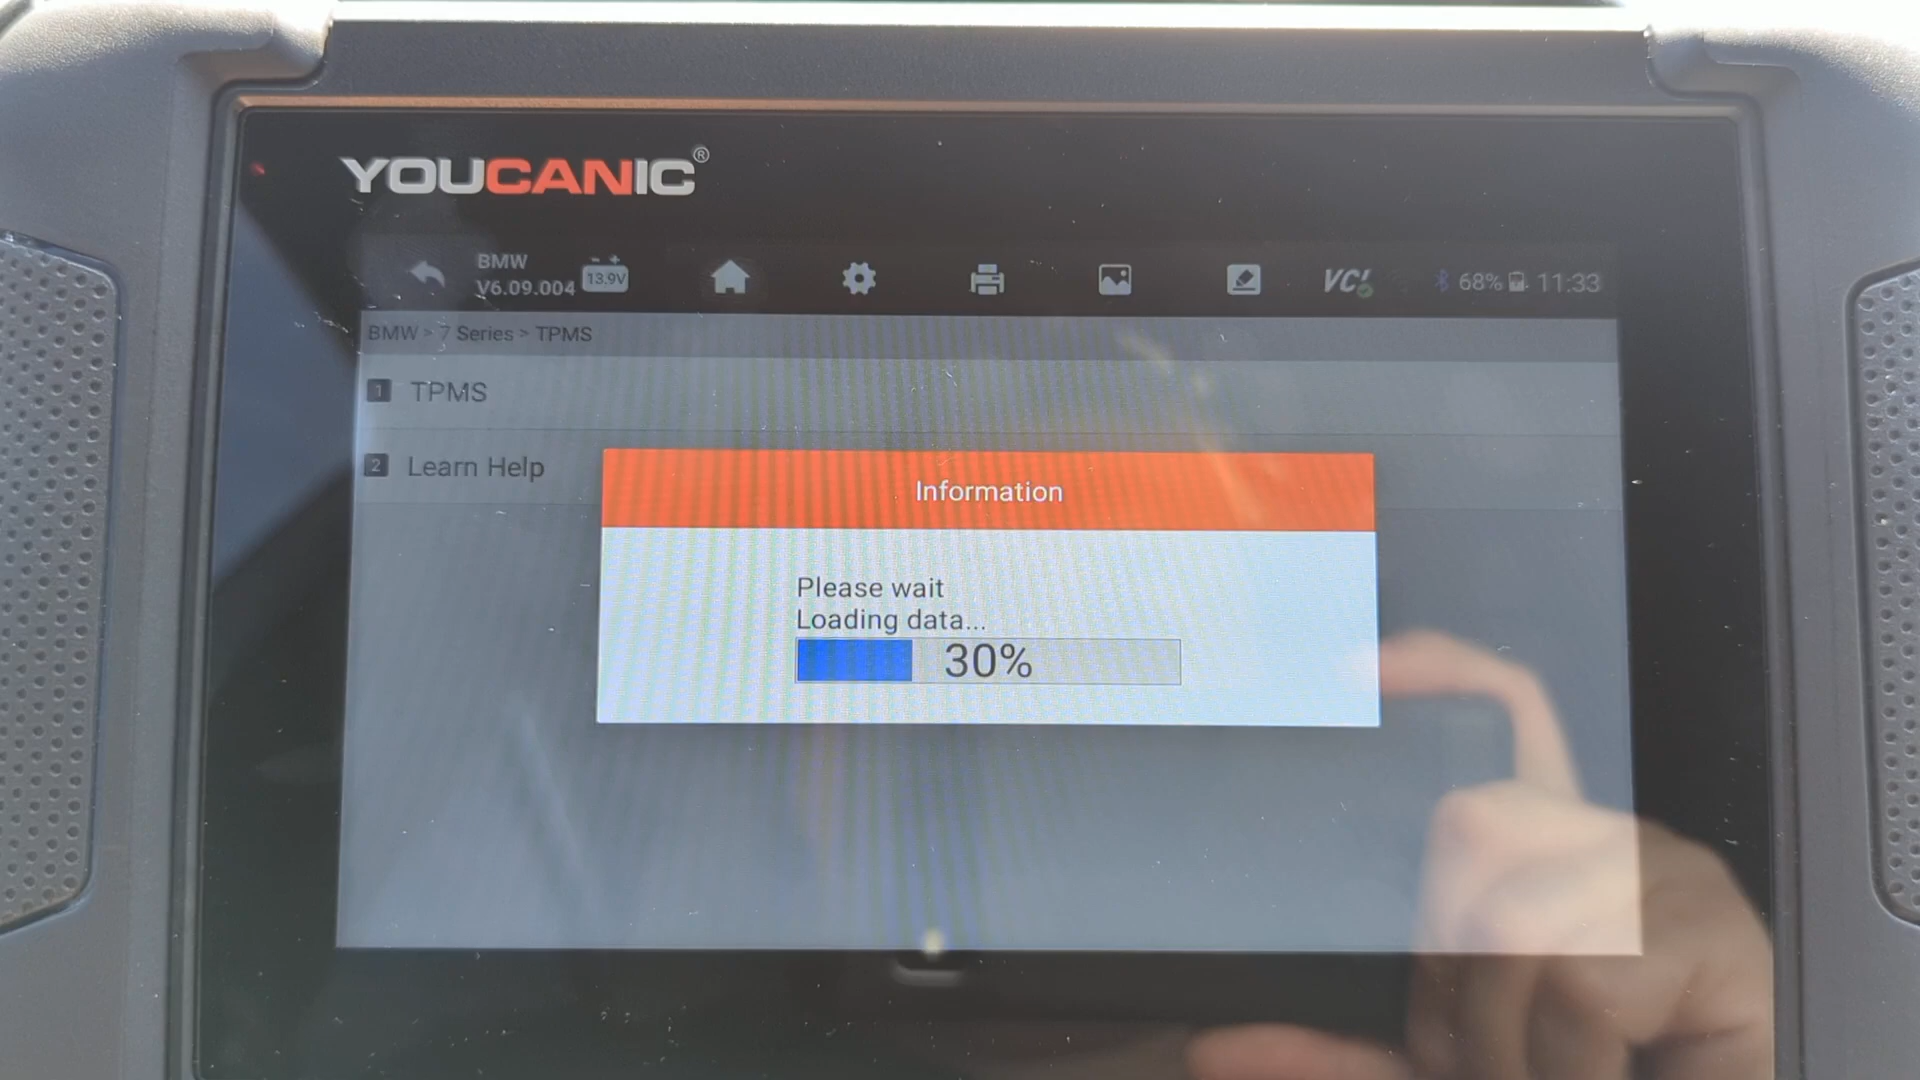 YOUCANIC®
BMW
V6.09.004
13.9V
VCI
68%
11:33
BMW > 7 Series > TPMS
1 TPMS
2 Learn Help
Information
Please wait
Loading data...
30%